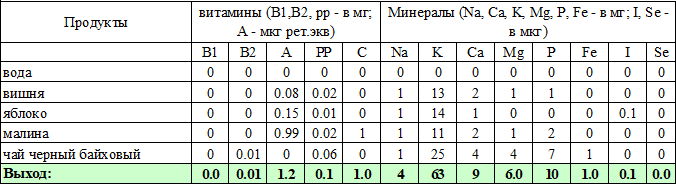 Продукты витамины (В1,В2, рр - в мг; А - мкг рет.экв) Минералы (Na, Ca, K, Mg, P, Fe - в мг; I, Se - в мкг)
В1 В2 А РР С Na K Ca Mg P Fe I Se
вода 0 0 0 0 0 0 0 0 0 0 0 0 0
вишня 0 0 0.08 0.02 0 1 13 2 1 1 0 0 0
яблоко 0 0 0.15 0.01 0 1 14 1 0 0 0 0.1 0
малина 0 0 0.99 0.02 1 1 11 2 1 2 0 0 0
чай черный байховый 0 0.01 0 0.06 0 1 25 4 4 7 1 0 0
Выход: 0.0 0.01 1.2 0.1 1.0 4 63 9 6.0 10 1.0 0.1 0.0